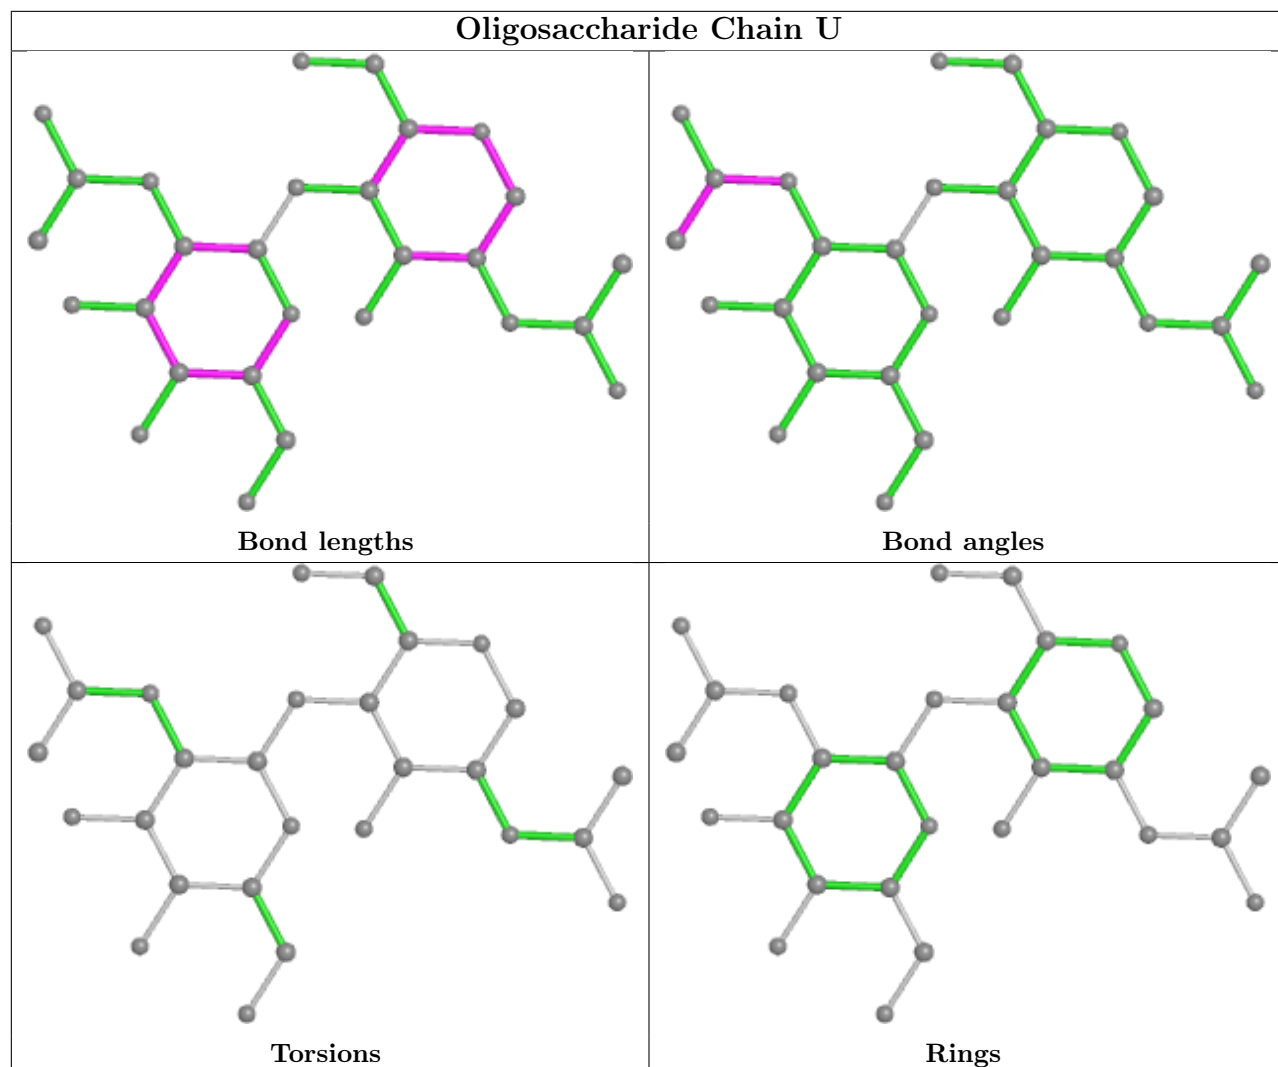 Oligosaccharide Chain U
Bond lengths
Bond angles
Torsions
Rings